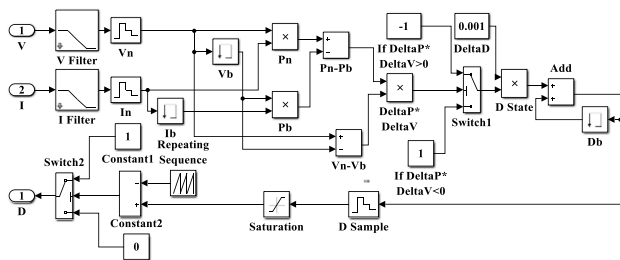 1
V
V Filter
Vn
Vb
×
Pn
+
−
Pn-Pb
-1
If DeltaP*
DeltaV>0
0.001
DeltaD
2
I
I Filter
In
Ib
Repeating
Sequence
×
Pb
×
DeltaP*
DeltaV
Switch1
×
D State
Add
+
+
Db
+
−
Vn-Vb
1
If DeltaP*
DeltaV<0
1
Constant1
Switch2
1
D
−
+
Constant2
0
Saturation
D Sample